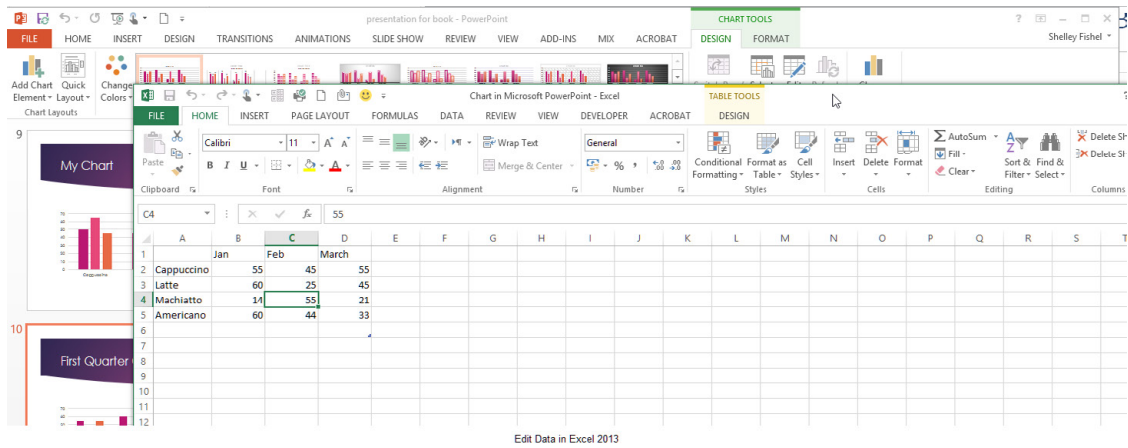 presentation for book - PowerPoint
CHART TOOLS
FILE HOME INSERT DESIGN TRANSITIONS ANIMATIONS SLIDE SHOW REVIEW VIEW ADD-INS MIX ACROBAT DESIGN FORMAT
Shelley Fishel
Add Chart Element
Quick Layout
Change Colors
Chart Layouts
9
My Chart
Cappuccino
10
First Quarter
Chart in Microsoft PowerPoint - Excel
TABLE TOOLS
FILE HOME INSERT PAGE LAYOUT FORMULAS DATA REVIEW VIEW DEVELOPER ACROBAT DESIGN
Paste
Clipboard
Calibri 11
B I U
Font
Wrap Text
Merge & Center
Alignment
General
% ,
Number
Conditional Formatting
Format as Table
Cell Styles
Styles
Insert Delete Format
Cells
AutoSum
Fill
Clear
Sort & Filter
Find & Select
Editing
Delete Sh
Delete Sh
Columns
C4 fx 55
A B C D E F G H I J K L M N O P Q R S T
1 Jan Feb March
2 Cappuccino 55 45 55
3 Latte 60 25 45
4 Machiatto 14 55 21
5 Americano 60 44 33
6
7
8
9
10
11
12
Edit Data in Excel 2013